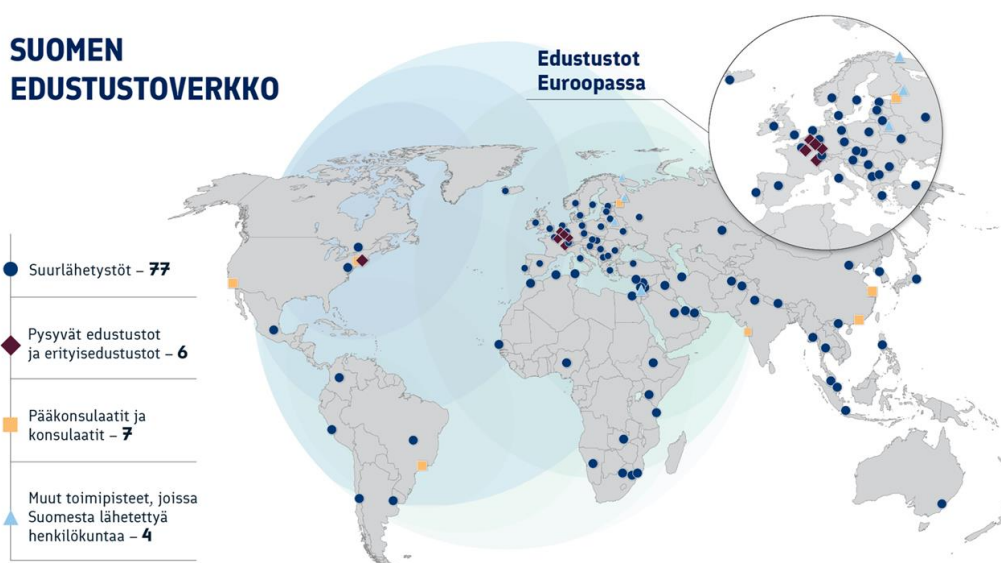 SUOMEN
EDUSTUSTOVERKKO
Edustustot
Euroopassa
Suurlähetystöt – 77
Pysyvät edustustot
ja erityisedustustot – 6
Pääkonsulaatit ja
konsulaatit – 7
Muut toimipisteet, joissa
Suomesta lähetettyä
henkilökuntaa – 4